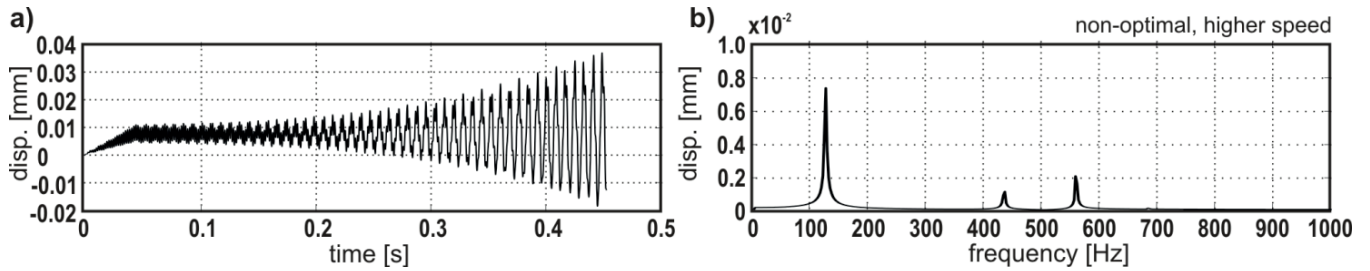 a)
0.04
0.03
0.02
0.01
0
-0.01
-0.02
disp. [mm]
0 0.1 0.2 0.3 0.4 0.5
time [s]
b)
x10-2
non-optimal, higher speed
1.0
0.8
0.6
0.4
0.2
0
disp. [mm]
0 100 200 300 400 500 600 700 800 900 1000
frequency [Hz]